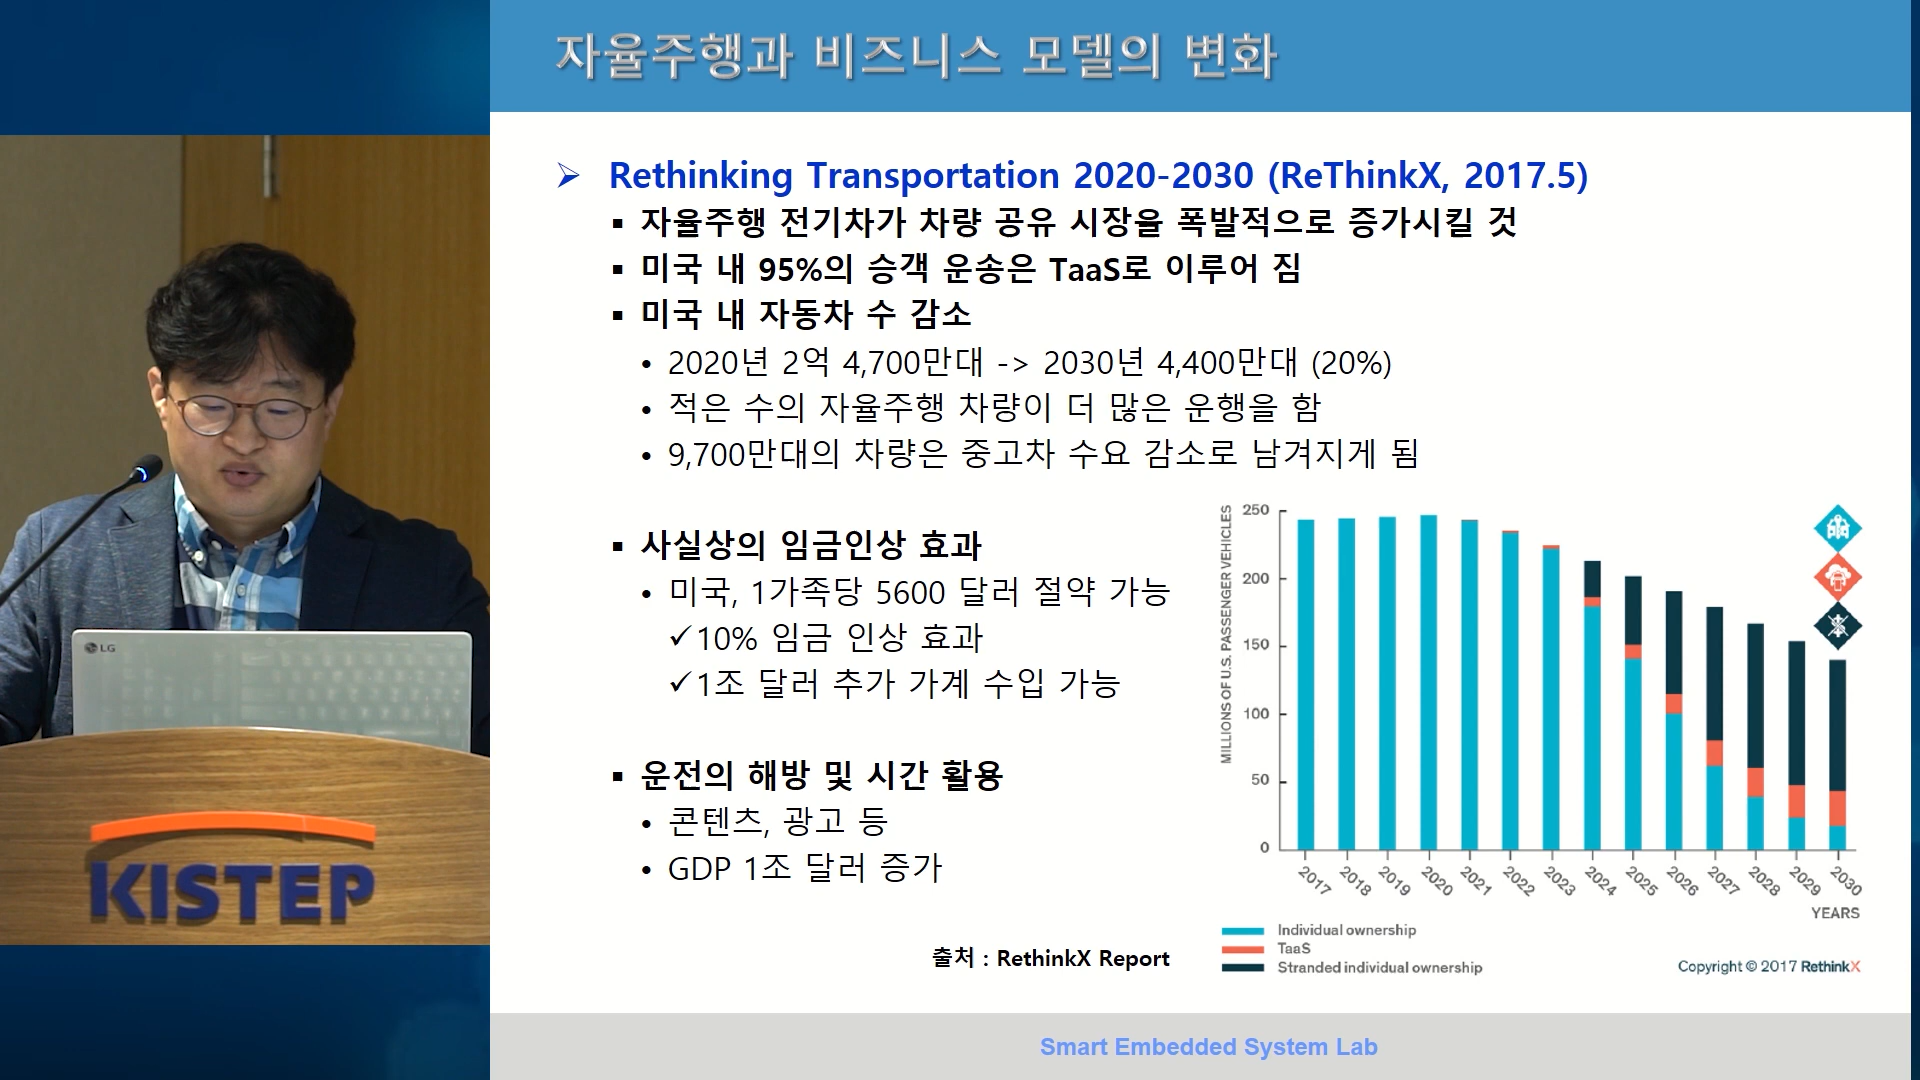 자율주행과 비즈니스 모델의 변화
➢ Rethinking Transportation 2020-2030 (ReThinkX, 2017.5)
▪ 자율주행 전기차가 차량 공유 시장을 폭발적으로 증가시킬 것
▪ 미국 내 95%의 승객 운송은 TaaS로 이루어 짐
▪ 미국 내 자동차 수 감소
• 2020년 2억 4,700만대 -> 2030년 4,400만대 (20%)
• 적은 수의 자율주행 차량이 더 많은 운행을 함
• 9,700만대의 차량은 중고차 수요 감소로 남겨지게 됨
▪ 사실상의 임금인상 효과
• 미국, 1가족당 5600 달러 절약 가능
✓10% 임금 인상 효과
✓1조 달러 추가 가계 수입 가능
▪ 운전의 해방 및 시간 활용
• 콘텐츠, 광고 등
• GDP 1조 달러 증가
출처 : RethinkX Report
MILLIONS OF U.S. PASSENGER VEHICLES
250
200
150
100
50
0
2017 2018 2019 2020 2021 2022 2023 2024 2025 2026 2027 2028 2029 2030
YEARS
Individual ownership
TaaS
Stranded individual ownership
Copyright © 2017 RethinkX
Smart Embedded System Lab
LG
KISTEP